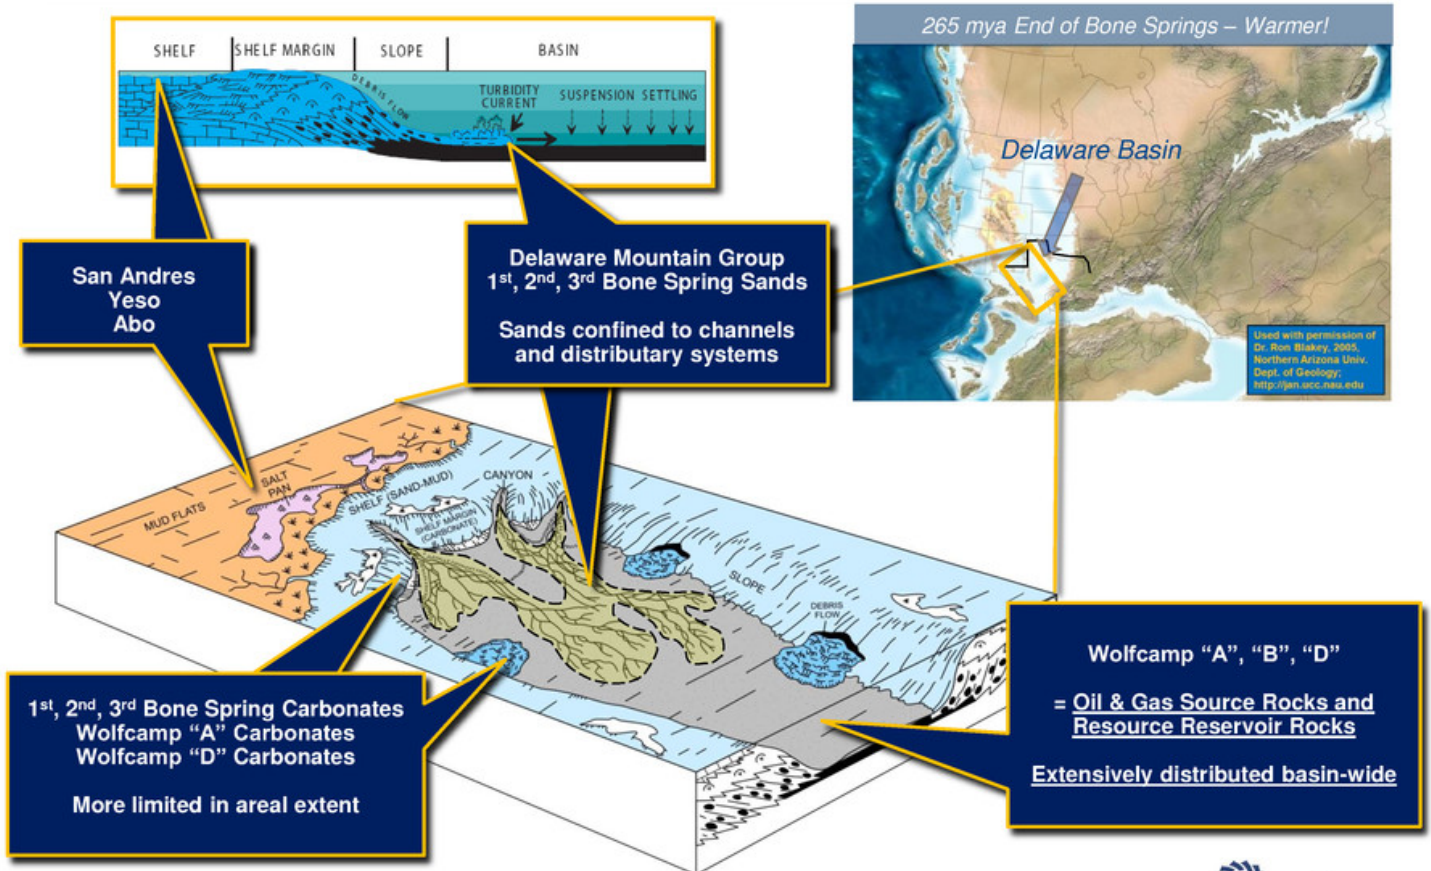 265 mya End of Bone Springs – Warmer!
SHELF
SHELF MARGIN
SLOPE
BASIN
DEBRIS FLOW
TURBIDITY
CURRENT
SUSPENSION SETTLING
Delaware Basin
San Andres
Yeso
Abo
Delaware Mountain Group
1st, 2nd, 3rd Bone Spring Sands
Sands confined to channels
and distributary systems
Used with permission of
Dr. Ron Blakey, 2005,
Northern Arizona Univ.
Dept. of Geology;
http://jan.ucc.nau.edu
MUD FLATS
SALT
PAN
SHELF (SAND-MUD)
CANYON
SHELF MARGIN
(CARBONATE)
SLOPE
DEBRIS
FLOW
1st, 2nd, 3rd Bone Spring Carbonates
Wolfcamp “A” Carbonates
Wolfcamp “D” Carbonates
More limited in areal extent
Wolfcamp “A”, “B”, “D”
= Oil & Gas Source Rocks and
Resource Reservoir Rocks
Extensively distributed basin-wide